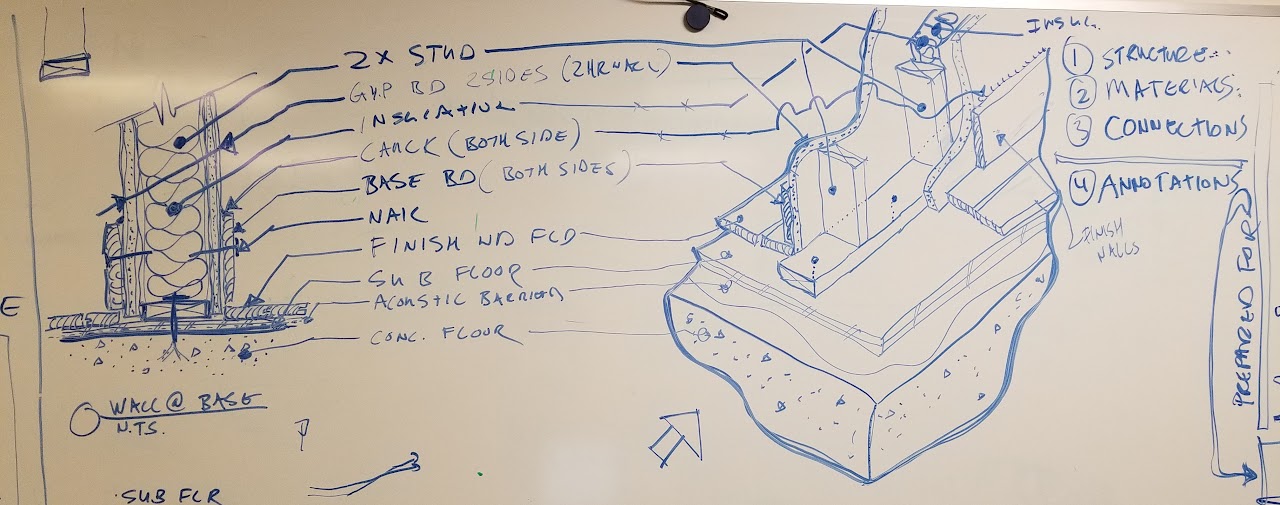 2X STUD
GYP BD 2SIDES (2HR WALL)
INSULATION
CAULK (BOTH SIDE)
BASE BD (BOTH SIDES)
NAIL
FINISH WD FLD
SUB FLOOR
ACOUSTIC BARRIER
CONC. FLOOR
WALL @ BASE
N.T.S.
SUB FLR
E
INSUL.
FINISH
WALLS
1 STRUCTURE
2 MATERIALS:
3 CONNECTIONS
4 ANNOTATIONS
PREPARED FOR